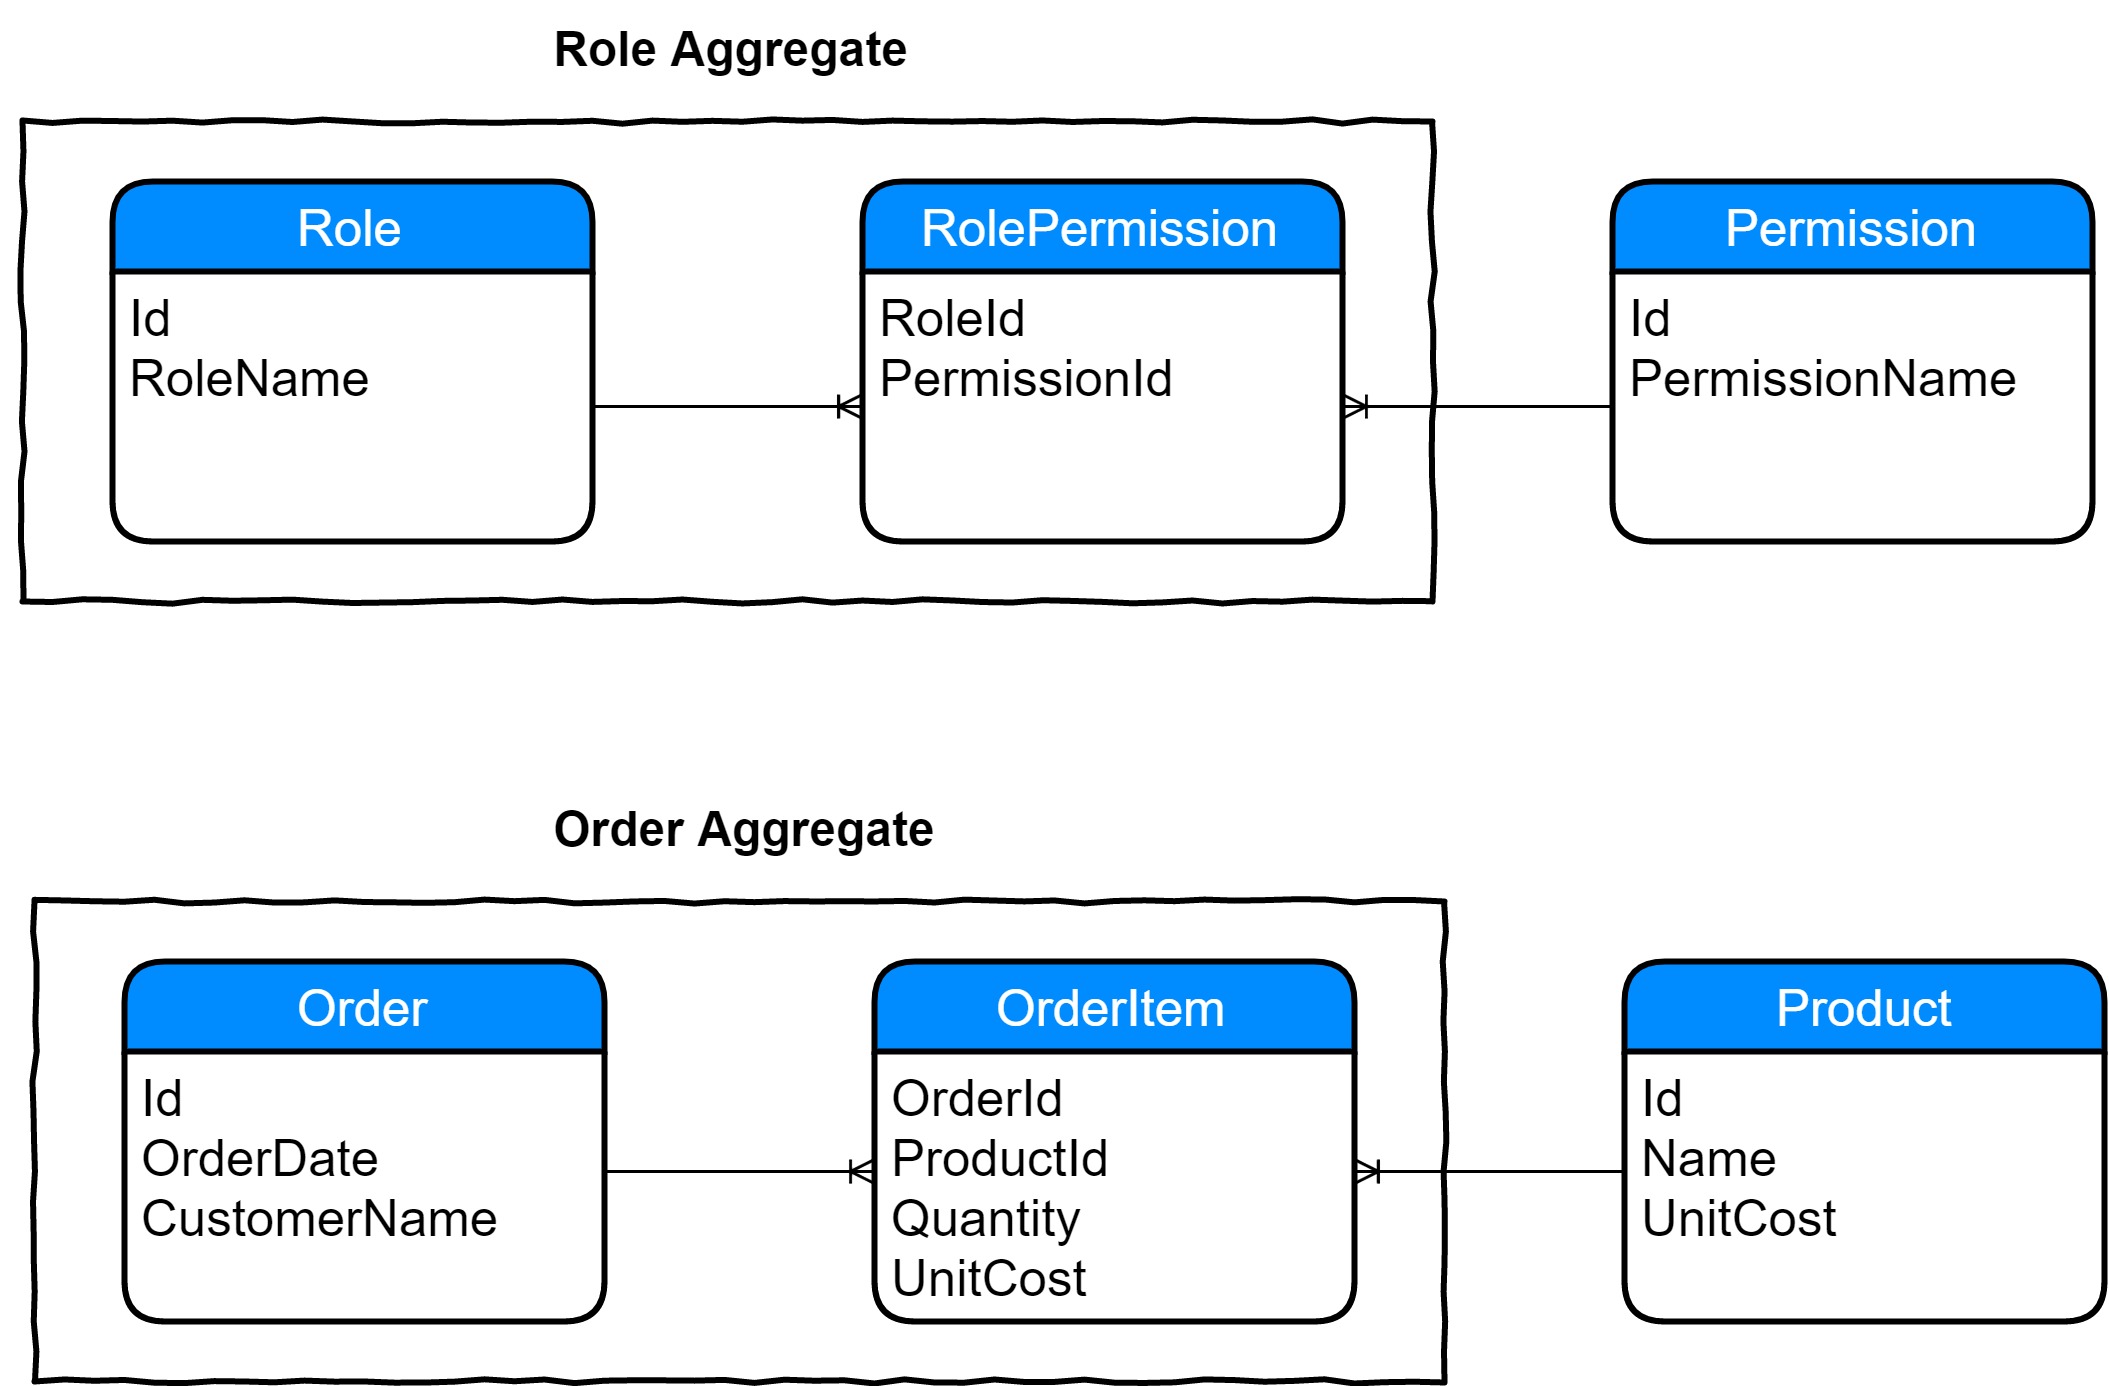 Role Aggregate
Role
Id
RoleName
RolePermission
RoleId
PermissionId
Permission
Id
PermissionName
Order Aggregate
Order
Id
OrderDate
CustomerName
OrderItem
OrderId
ProductId
Quantity
UnitCost
Product
Id
Name
UnitCost